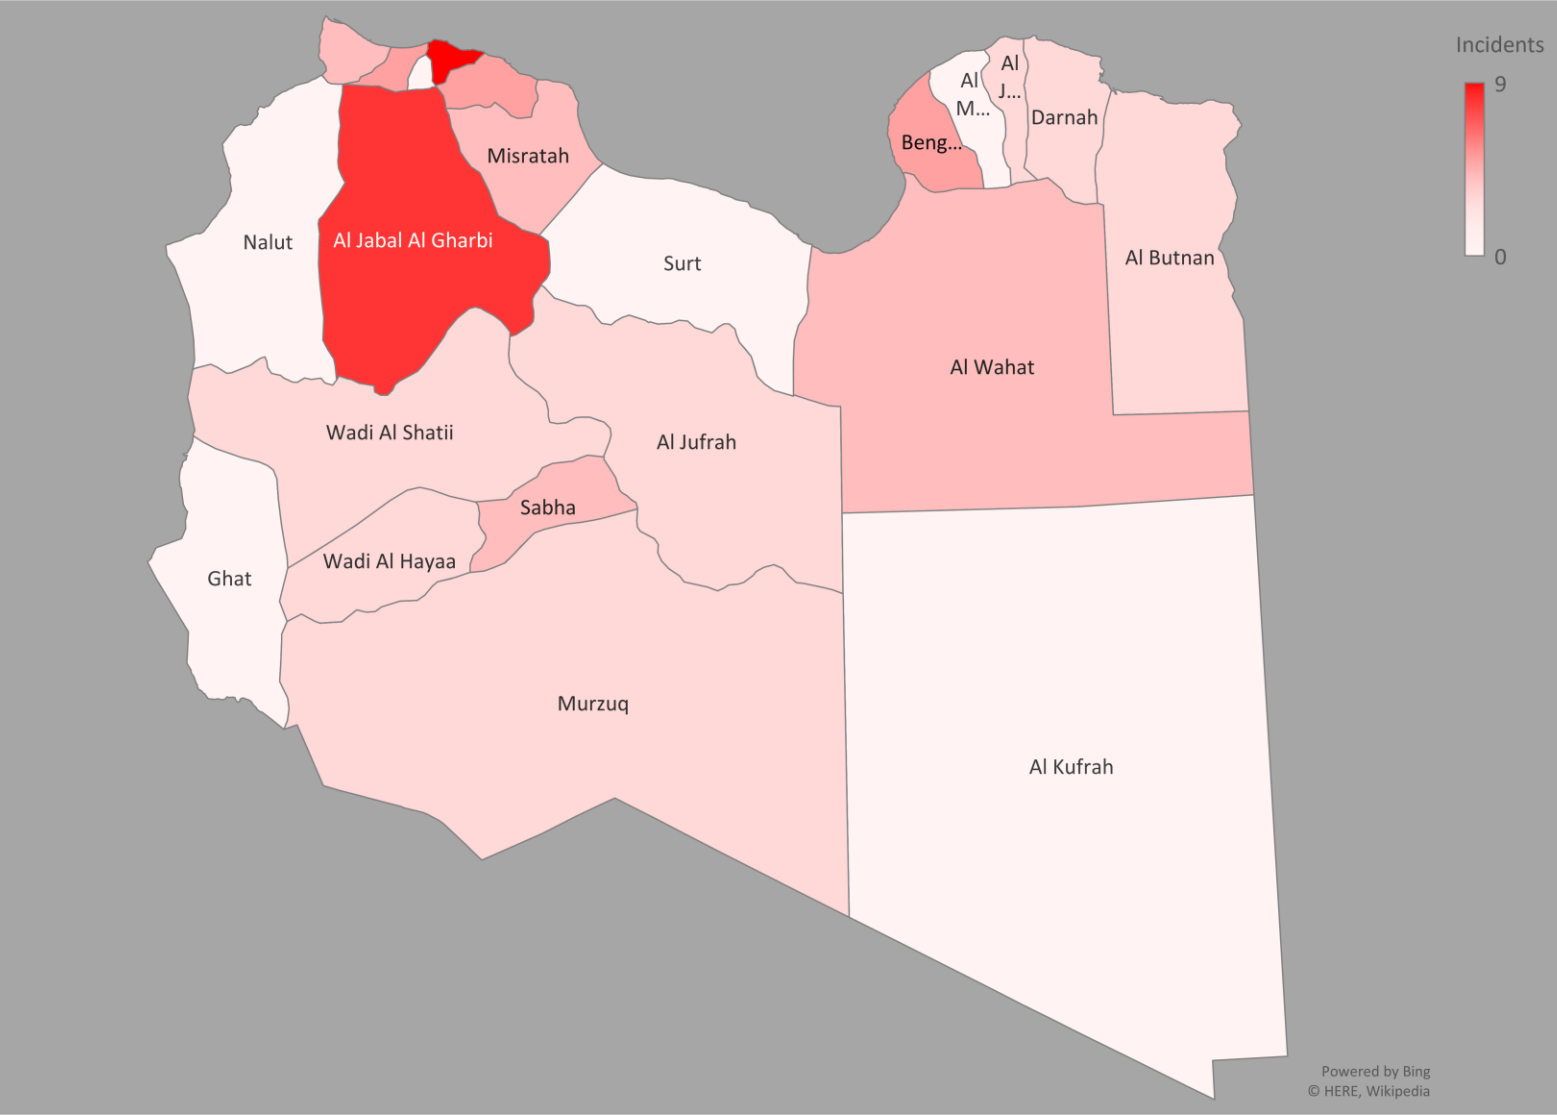 Incidents
9
0
Al
J...
Al
M...
Darnah
Beng...
Misratah
Nalut
Al Jabal Al Gharbi
Surt
Al Butnan
Al Wahat
Wadi Al Shatii
Al Jufrah
Sabha
Wadi Al Hayaa
Ghat
Murzuq
Al Kufrah
Powered by Bing
© HERE, Wikipedia